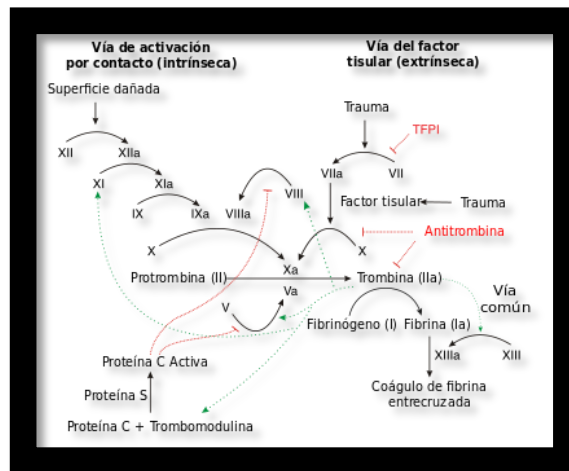 Vía de activación
por contacto (intrínseca)
Vía del factor
tisular (extrínseca)
Superficie dañada
Trauma
TFPI
XII
XIIa
VIIa
VII
XI
XIa
VIII
Factor tisular
Trauma
IX
IXa
VIIIa
Antitrombina
X
X
Xa
Protrombina (II)
Trombina (IIa)
Va
Vía
común
V
Fibrinógeno (I)
Fibrina (Ia)
XIIIa
XIII
Proteína C Activa
Coágulo de fibrina
entrecruzada
Proteína S
Proteína C + Trombomodulina